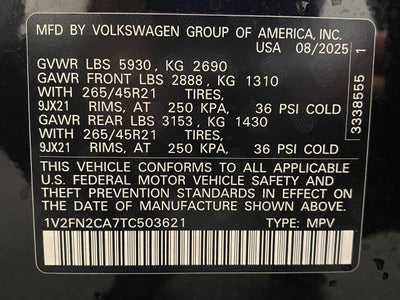 MFD BY VOLKSWAGEN GROUP OF AMERICA, INC.
USA 08/2025 1
GVWR LBS 5930, KG 2690
GAWR FRONT LBS 2888, KG 1310
WITH 265/45R21 TIRES,
9JX21 RIMS, AT 250 KPA, 36 PSI COLD
GAWR REAR LBS 3153, KG 1430
WITH 265/45R21 TIRES,
9JX21 RIMS, AT 250 KPA, 36 PSI COLD
THIS VEHICLE CONFORMS TO ALL APPLICABLE
U.S. FEDERAL MOTOR VEHICLE SAFETY AND
THEFT PREVENTION STANDARDS IN EFFECT ON
THE DATE OF MANUFACTURE SHOWN ABOVE.
1V2FN2CA7TC503621 TYPE: MPV
3338555